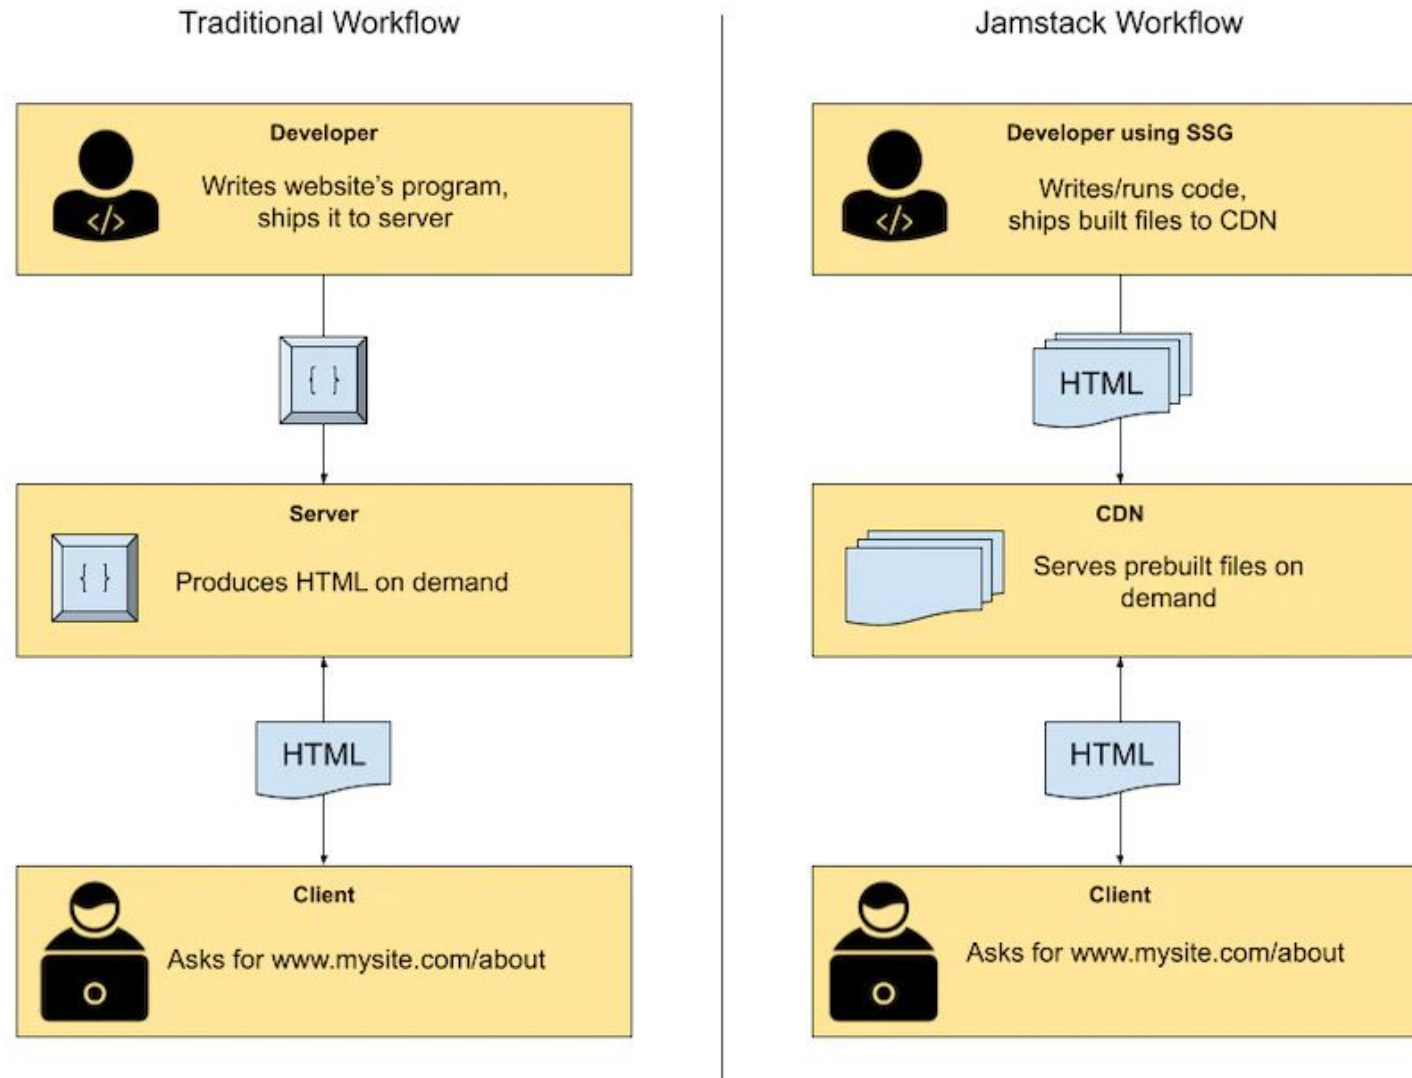 Traditional Workflow
Developer
Writes website's program,
ships it to server
</>
{ }
Server
{ }
Produces HTML on demand
HTML
Client
Asks for www.mysite.com/about
Jamstack Workflow
Developer using SSG
Writes/runs code,
ships built files to CDN
</>
HTML
CDN
Serves prebuilt files on
demand
HTML
Client
Asks for www.mysite.com/about